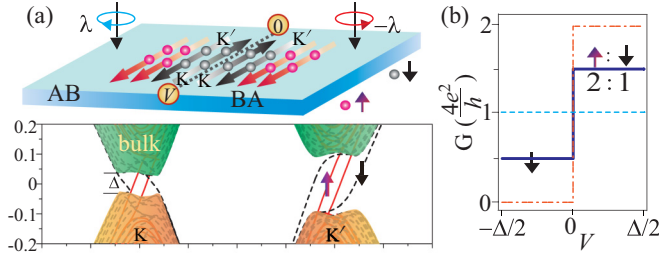 (a)
λ
0
−λ
K′
K′
K
K
V
AB
BA
0.2
0.1
0
-0.1
-0.2
bulk
Δ
K
K′
(b)
G (4e²/h)
2
1
0
:
2 : 1
−Δ/2
0
Δ/2
V